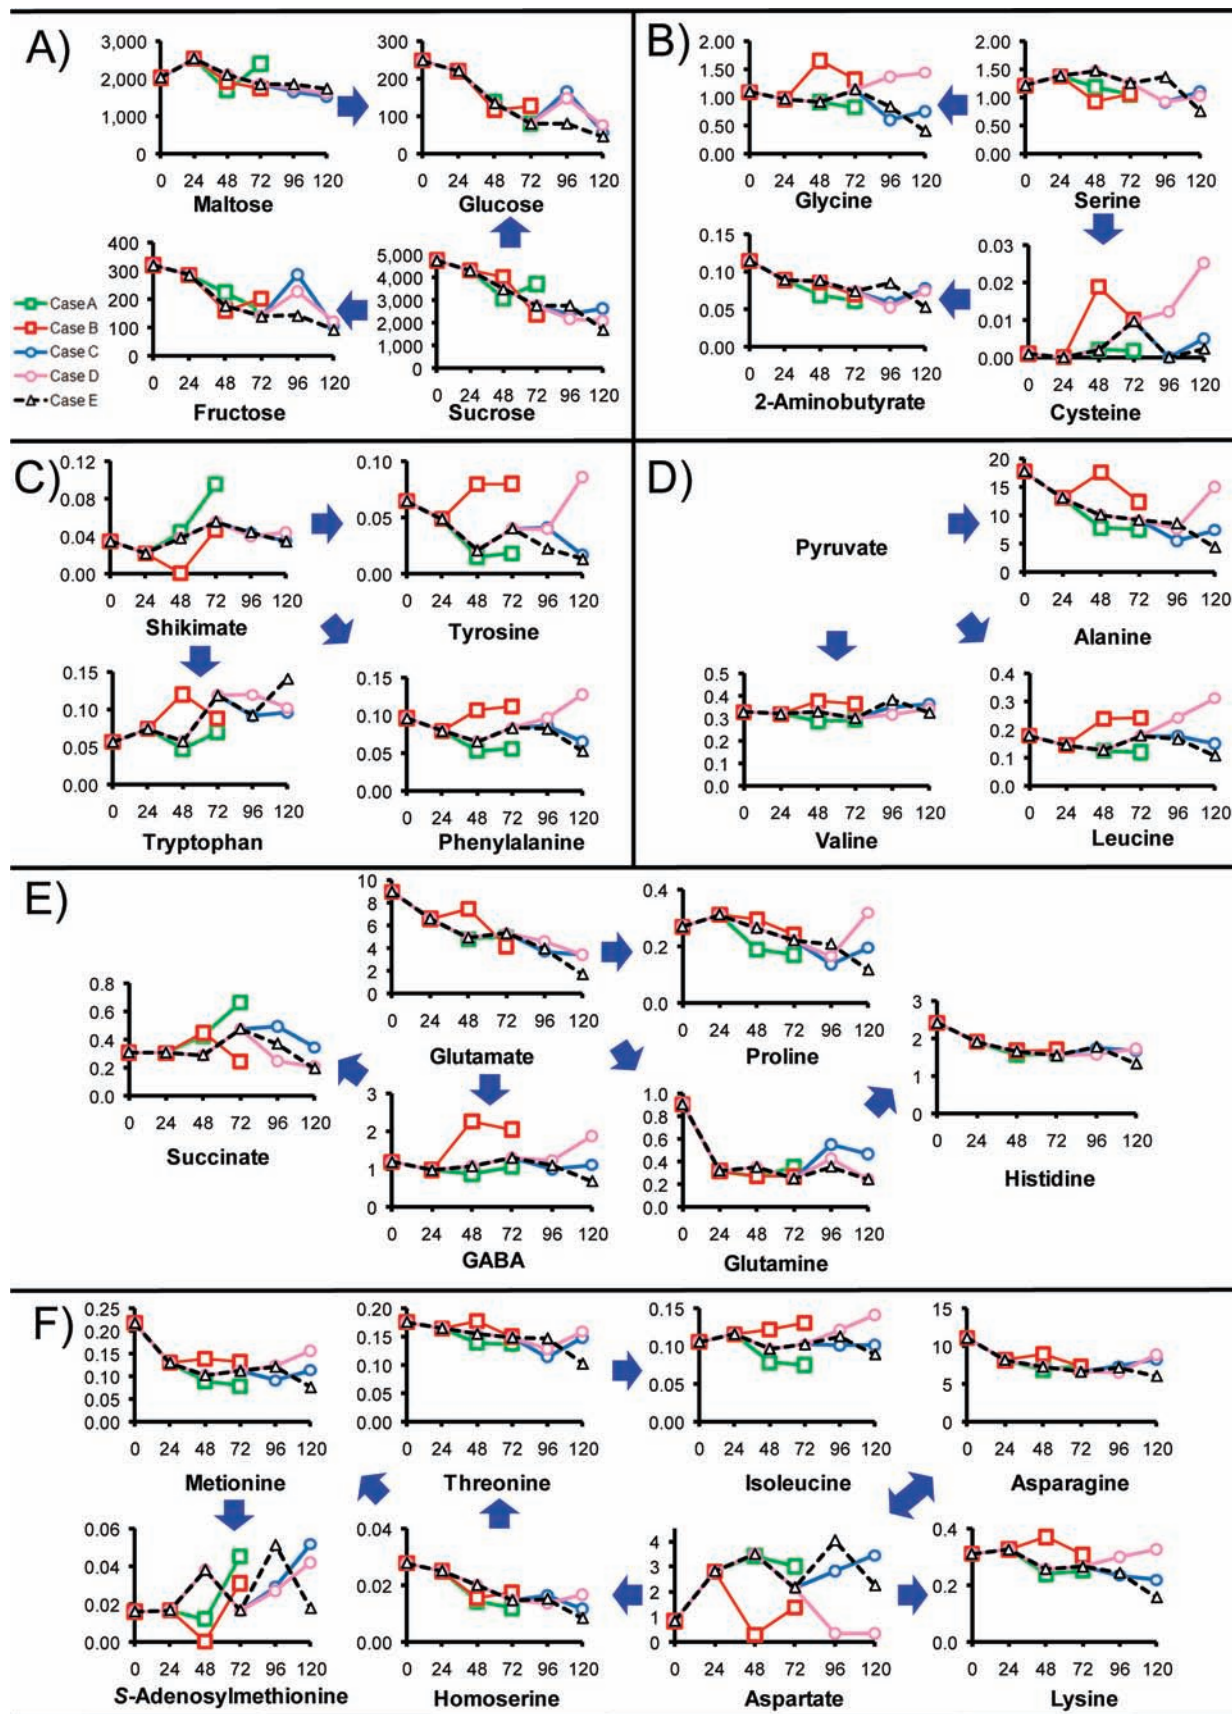 A)
B)
3,000
2,000
1,000
0
0 24 48 72 96 120
Maltose
300
200
100
0
0 24 48 72 96 120
Glucose
2.00
1.50
1.00
0.50
0.00
0 24 48 72 96 120
Glycine
2.00
1.50
1.00
0.50
0.00
0 24 48 72 96 120
Serine
Case A
Case B
Case C
Case D
Case E
400
300
200
100
0
0 24 48 72 96 120
Fructose
5,000
4,000
3,000
2,000
1,000
0
0 24 48 72 96 120
Sucrose
0.15
0.10
0.05
0.00
0 24 48 72 96 120
2-Aminobutyrate
0.03
0.02
0.01
0.00
0 24 48 72 96 120
Cysteine
C)
D)
0.12
0.08
0.04
0.00
0 24 48 72 96 120
Shikimate
0.10
0.05
0.00
0 24 48 72 96 120
Tyrosine
Pyruvate
20
15
10
5
0
0 24 48 72 96 120
Alanine
0.15
0.10
0.05
0.00
0 24 48 72 96 120
Tryptophan
0.15
0.10
0.05
0.00
0 24 48 72 96 120
Phenylalanine
0.5
0.4
0.3
0.2
0.1
0.0
0 24 48 72 96 120
Valine
0.4
0.3
0.2
0.1
0.0
0 24 48 72 96 120
Leucine
E)
10
8
6
4
2
0
0 24 48 72 96 120
Glutamate
0.4
0.2
0.0
0 24 48 72 96 120
Proline
0.8
0.6
0.4
0.2
0.0
0 24 48 72 96 120
Succinate
3
2
1
0
0 24 48 72 96 120
Histidine
3
2
1
0
0 24 48 72 96 120
GABA
1.0
0.8
0.6
0.4
0.2
0.0
0 24 48 72 96 120
Glutamine
F)
0.25
0.20
0.15
0.10
0.05
0.00
0 24 48 72 96 120
Metionine
0.20
0.15
0.10
0.05
0.00
0 24 48 72 96 120
Threonine
0.15
0.10
0.05
0.00
0 24 48 72 96 120
Isoleucine
15
10
5
0
0 24 48 72 96 120
Asparagine
0.06
0.04
0.02
0.00
0 24 48 72 96 120
S-Adenosylmethionine
0.04
0.02
0.00
0 24 48 72 96 120
Homoserine
4
3
2
1
0
0 24 48 72 96 120
Aspartate
0.4
0.2
0.0
0 24 48 72 96 120
Lysine